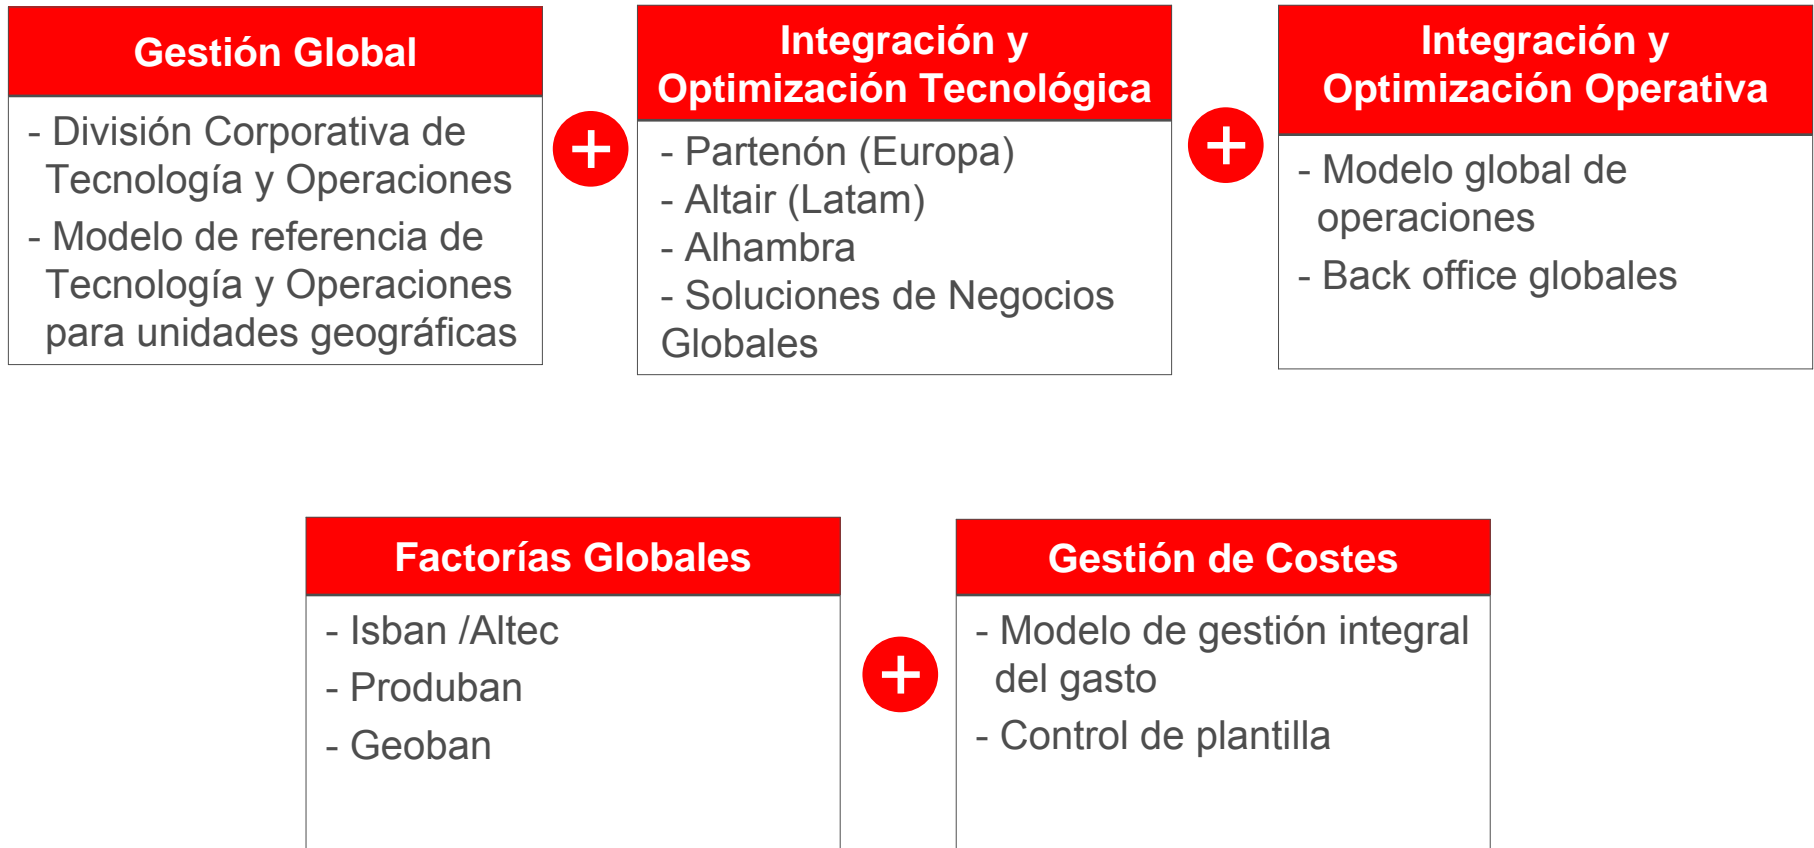 Gestión Global
- División Corporativa de
Tecnología y Operaciones
- Modelo de referencia de
Tecnología y Operaciones
para unidades geográficas
+
Integración y
Optimización Tecnológica
- Partenón (Europa)
- Altair (Latam)
- Alhambra
- Soluciones de Negocios
Globales
+
Integración y
Optimización Operativa
- Modelo global de
operaciones
- Back office globales
Factorías Globales
- Isban /Altec
- Produban
- Geoban
+
Gestión de Costes
- Modelo de gestión integral
del gasto
- Control de plantilla